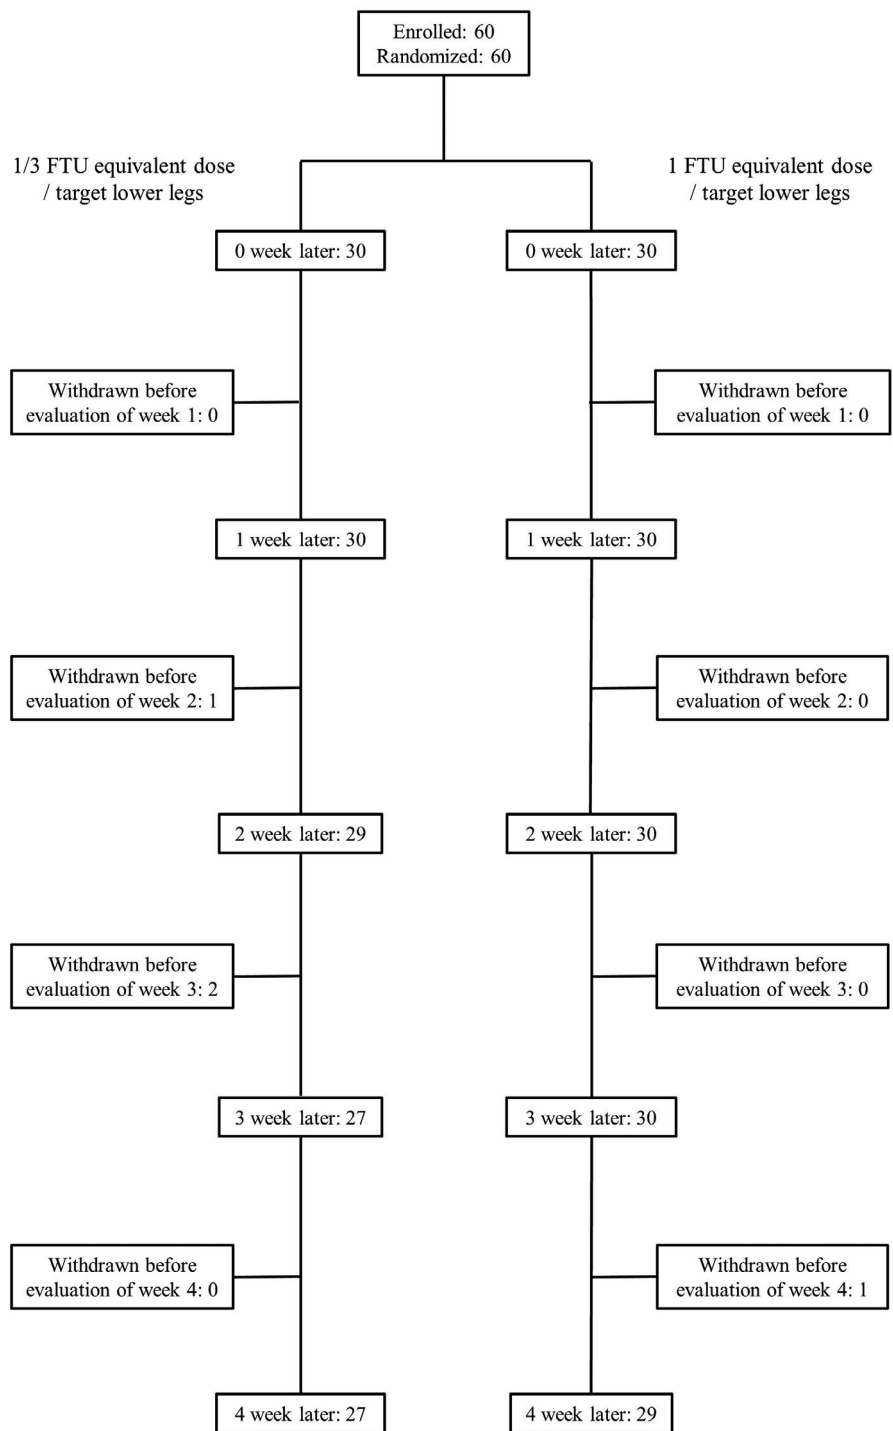 Enrolled: 60
Randomized: 60
1/3 FTU equivalent dose
/ target lower legs
1 FTU equivalent dose
/ target lower legs
0 week later: 30
0 week later: 30
Withdrawn before
evaluation of week 1: 0
Withdrawn before
evaluation of week 1: 0
1 week later: 30
1 week later: 30
Withdrawn before
evaluation of week 2: 1
Withdrawn before
evaluation of week 2: 0
2 week later: 29
2 week later: 30
Withdrawn before
evaluation of week 3: 2
Withdrawn before
evaluation of week 3: 0
3 week later: 27
3 week later: 30
Withdrawn before
evaluation of week 4: 0
Withdrawn before
evaluation of week 4: 1
4 week later: 27
4 week later: 29